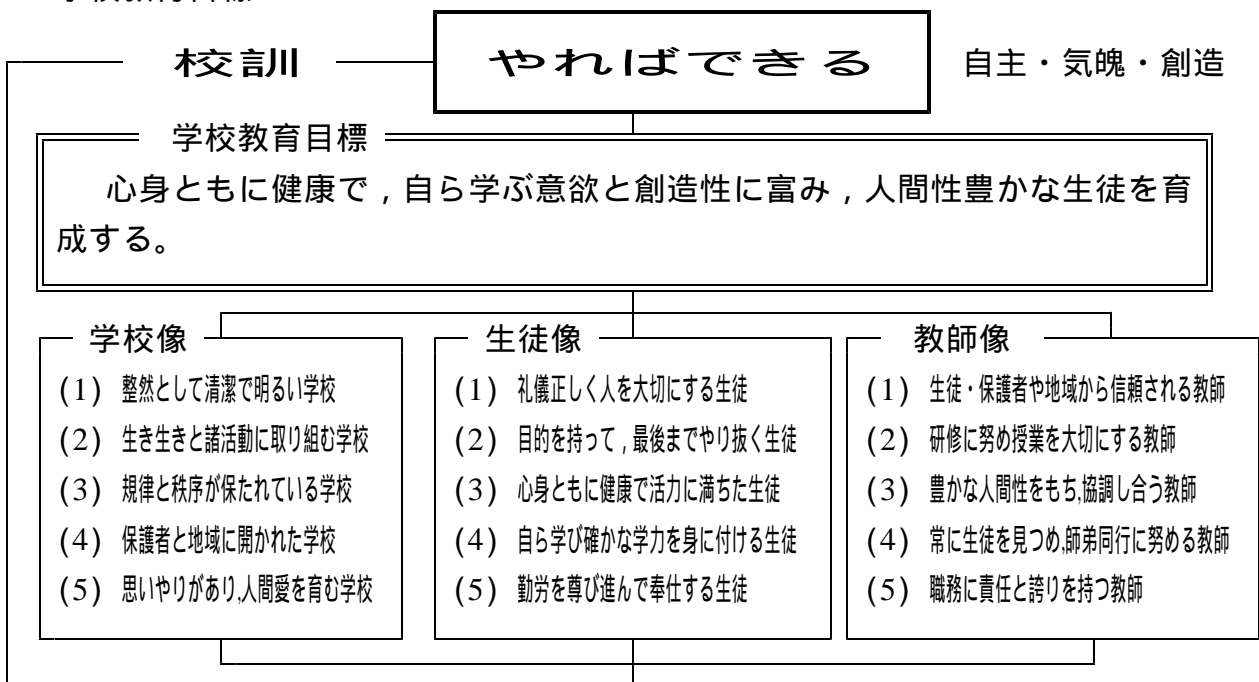 校訓
やればできる
自主・気魄・創造
学校教育目標
心身ともに健康で，自ら学ぶ意欲と創造性に富み，人間性豊かな生徒を育
成する。
学校像
(1) 整然として清潔で明るい学校
(2) 生き生きと諸活動に取り組む学校
(3) 規律と秩序が保たれている学校
(4) 保護者と地域に開かれた学校
(5) 思いやりがあり,人間愛を育む学校
生徒像
(1) 礼儀正しく人を大切にする生徒
(2) 目的を持って，最後までやり抜く生徒
(3) 心身ともに健康で活力に満ちた生徒
(4) 自ら学び確かな学力を身に付ける生徒
(5) 勤労を尊び進んで奉仕する生徒
教師像
(1) 生徒・保護者や地域から信頼される教師
(2) 研修に努め授業を大切にする教師
(3) 豊かな人間性をもち,協調し合う教師
(4) 常に生徒を見つめ,師弟同行に努める教師
(5) 職務に責任と誇りを持つ教師